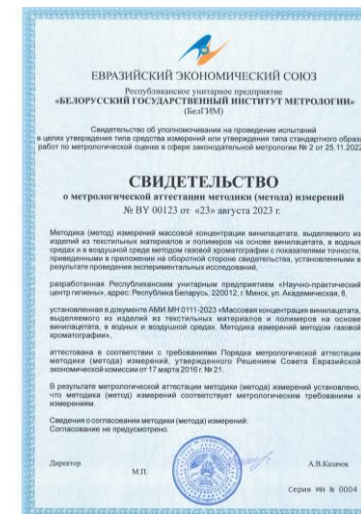 ЕВРАЗИЙСКИЙ ЭКОНОМИЧЕСКИЙ СОЮЗ
Республиканское унитарное предприятие
«БЕЛОРУССКИЙ ГОСУДАРСТВЕННЫЙ ИНСТИТУТ МЕТРОЛОГИИ»
(БелГИМ)
Свидетельство об уполномочивании на проведение испытаний
в целях утверждения типа средства измерений или утверждения типа стандартного образ
работ по метрологической оценке в сфере законодательной метрологии № 2 от 25.11.2022
СВИДЕТЕЛЬСТВО
о метрологической аттестации методики (метода) измерений
№ BY 00123 от «23» августа 2023 г.
Методика (метод) измерений массовой концентрации винилацетата, выделяемого из
изделий из текстильных материалов и полимеров на основе винилацетата, в водных
средах и в воздушной среде методом газовой хроматографии с показателями точности,
приведенными в приложении на оборотной стороне свидетельства, установленными в
результате проведения экспериментальных исследований,
разработанная Республиканским унитарным предприятием «Научно-практический
центр гигиены», адрес: Республика Беларусь, 220012, г. Минск, ул. Академическая, 8,
установленная в документе АМИ.МН 0111-2023 «Массовая концентрация винилацетата,
выделяемого из изделий из текстильных материалов и полимеров на основе
винилацетата, в водных и воздушной средах. Методика измерений методом газовой
хроматографии»,
аттестована в соответствии с требованиями Порядка метрологической аттестации
методики (метода) измерений, утвержденного Решением Совета Евразийской
экономической комиссии от 17 марта 2016 г. № 21.
В результате метрологической аттестации методики (метода) измерений установлено,
что методика (метод) измерений соответствует метрологическим требованиям к
измерениям.
Сведения о согласовании методики (метода) измерений:
Согласование не предусмотрено.
Директор
М.П.
А.В.Казачок
Серия МН № 0004